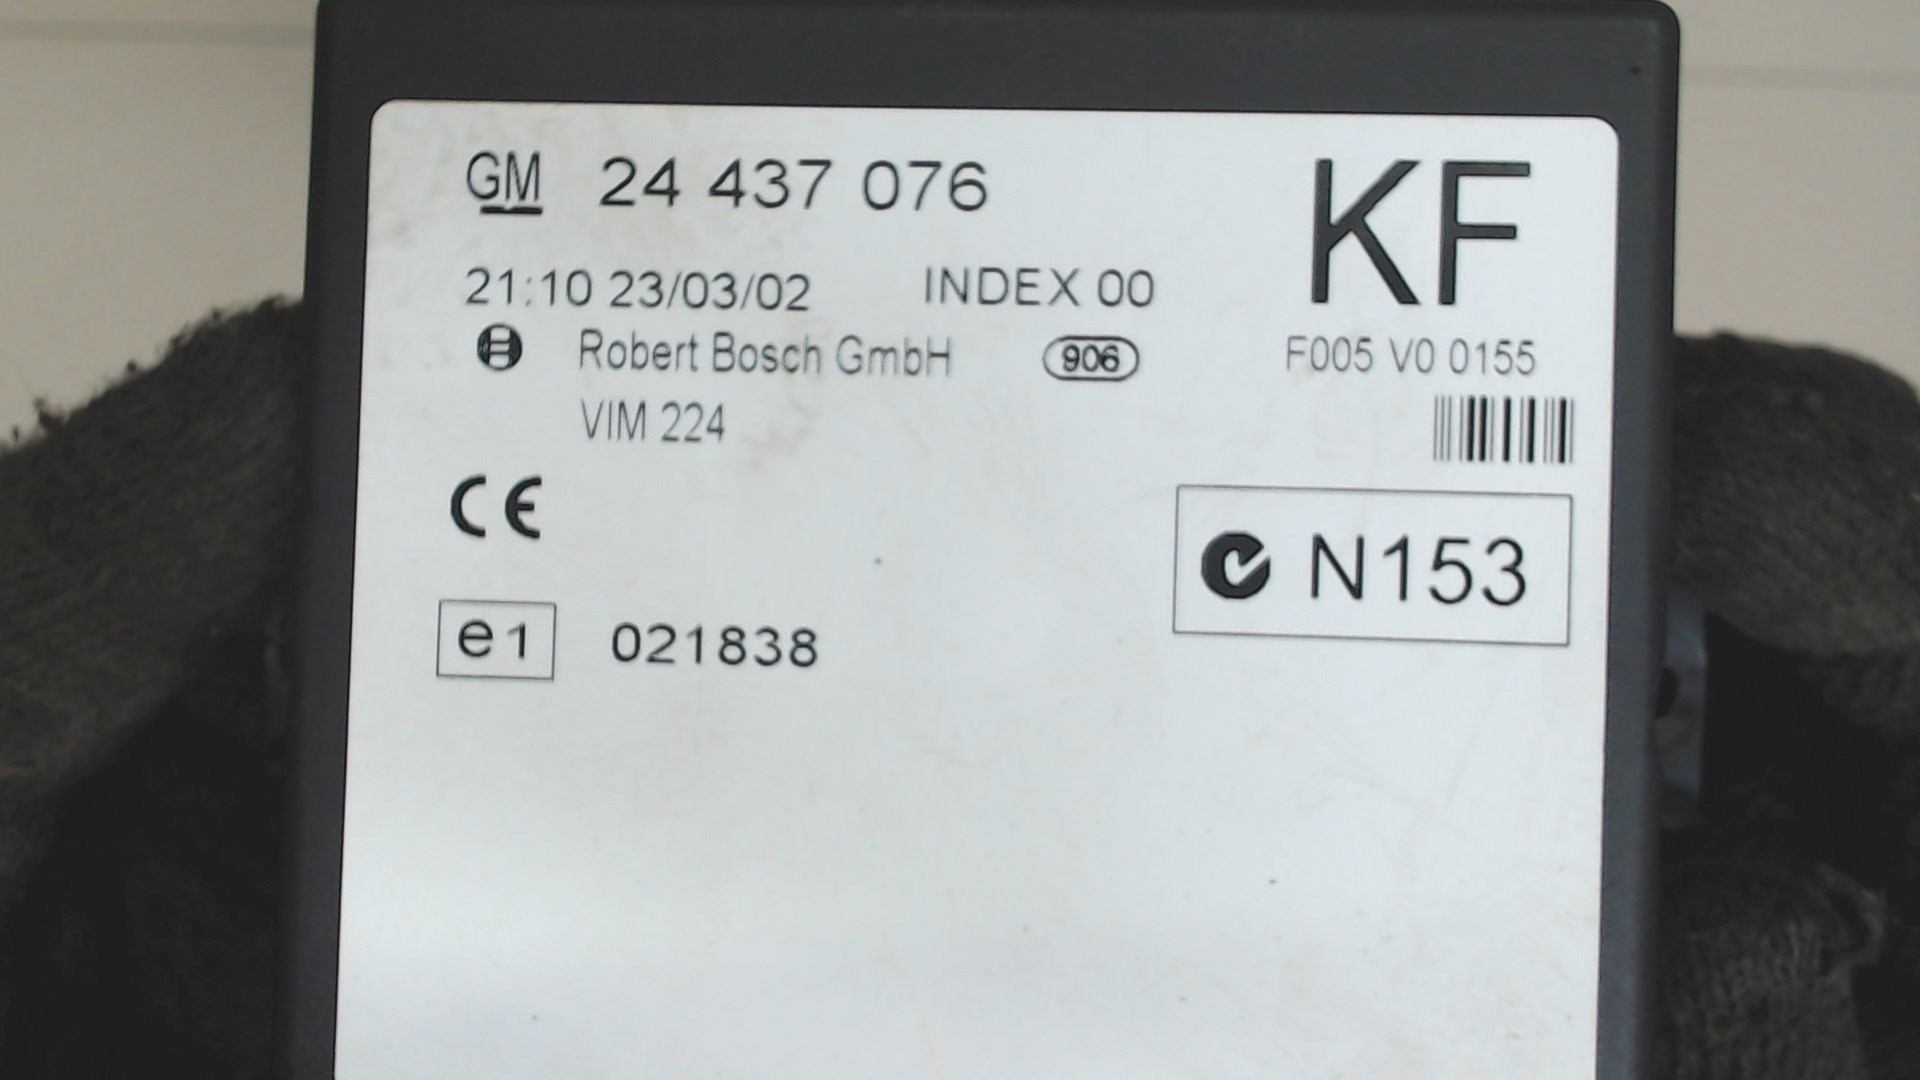 GM 24 437 076 KF
21:10 23/03/02 INDEX 00
Robert Bosch GmbH 906 F005 V0 0155
VIM 224
CE
N153
e1 021838